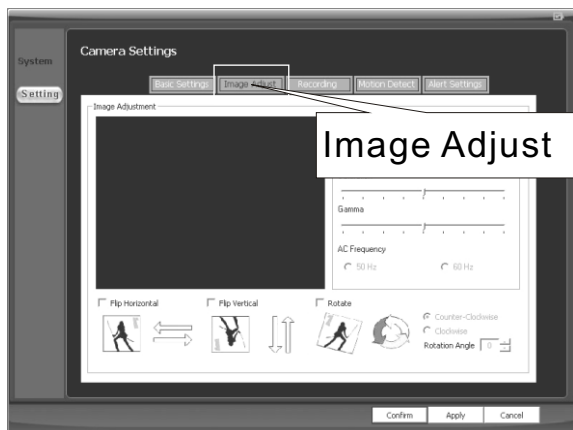 Camera Settings
System
Setting
Basic Settings Image Adjust Recording Motion Detect Alert Settings
Image Adjustment
Image Adjust
Gamma
AC Frequency
50 Hz 60 Hz
Flip Horizontal Flip Vertical Rotate
Counter-Clockwise
Clockwise
Rotation Angle 0
Confirm Apply Cancel